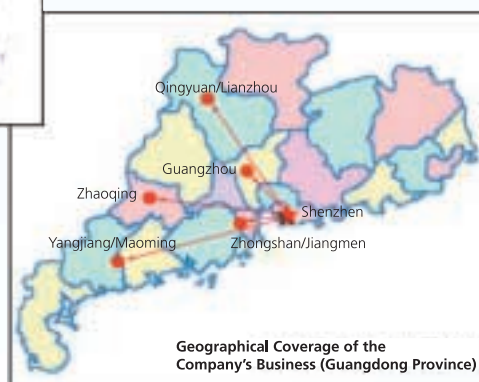 Qingyuan/Lianzhou
Guangzhou
Zhaoqing
Shenzhen
Yangjiang/Maoming
Zhongshan/Jiangmen
Geographical Coverage of the
Company's Business (Guangdong Province)